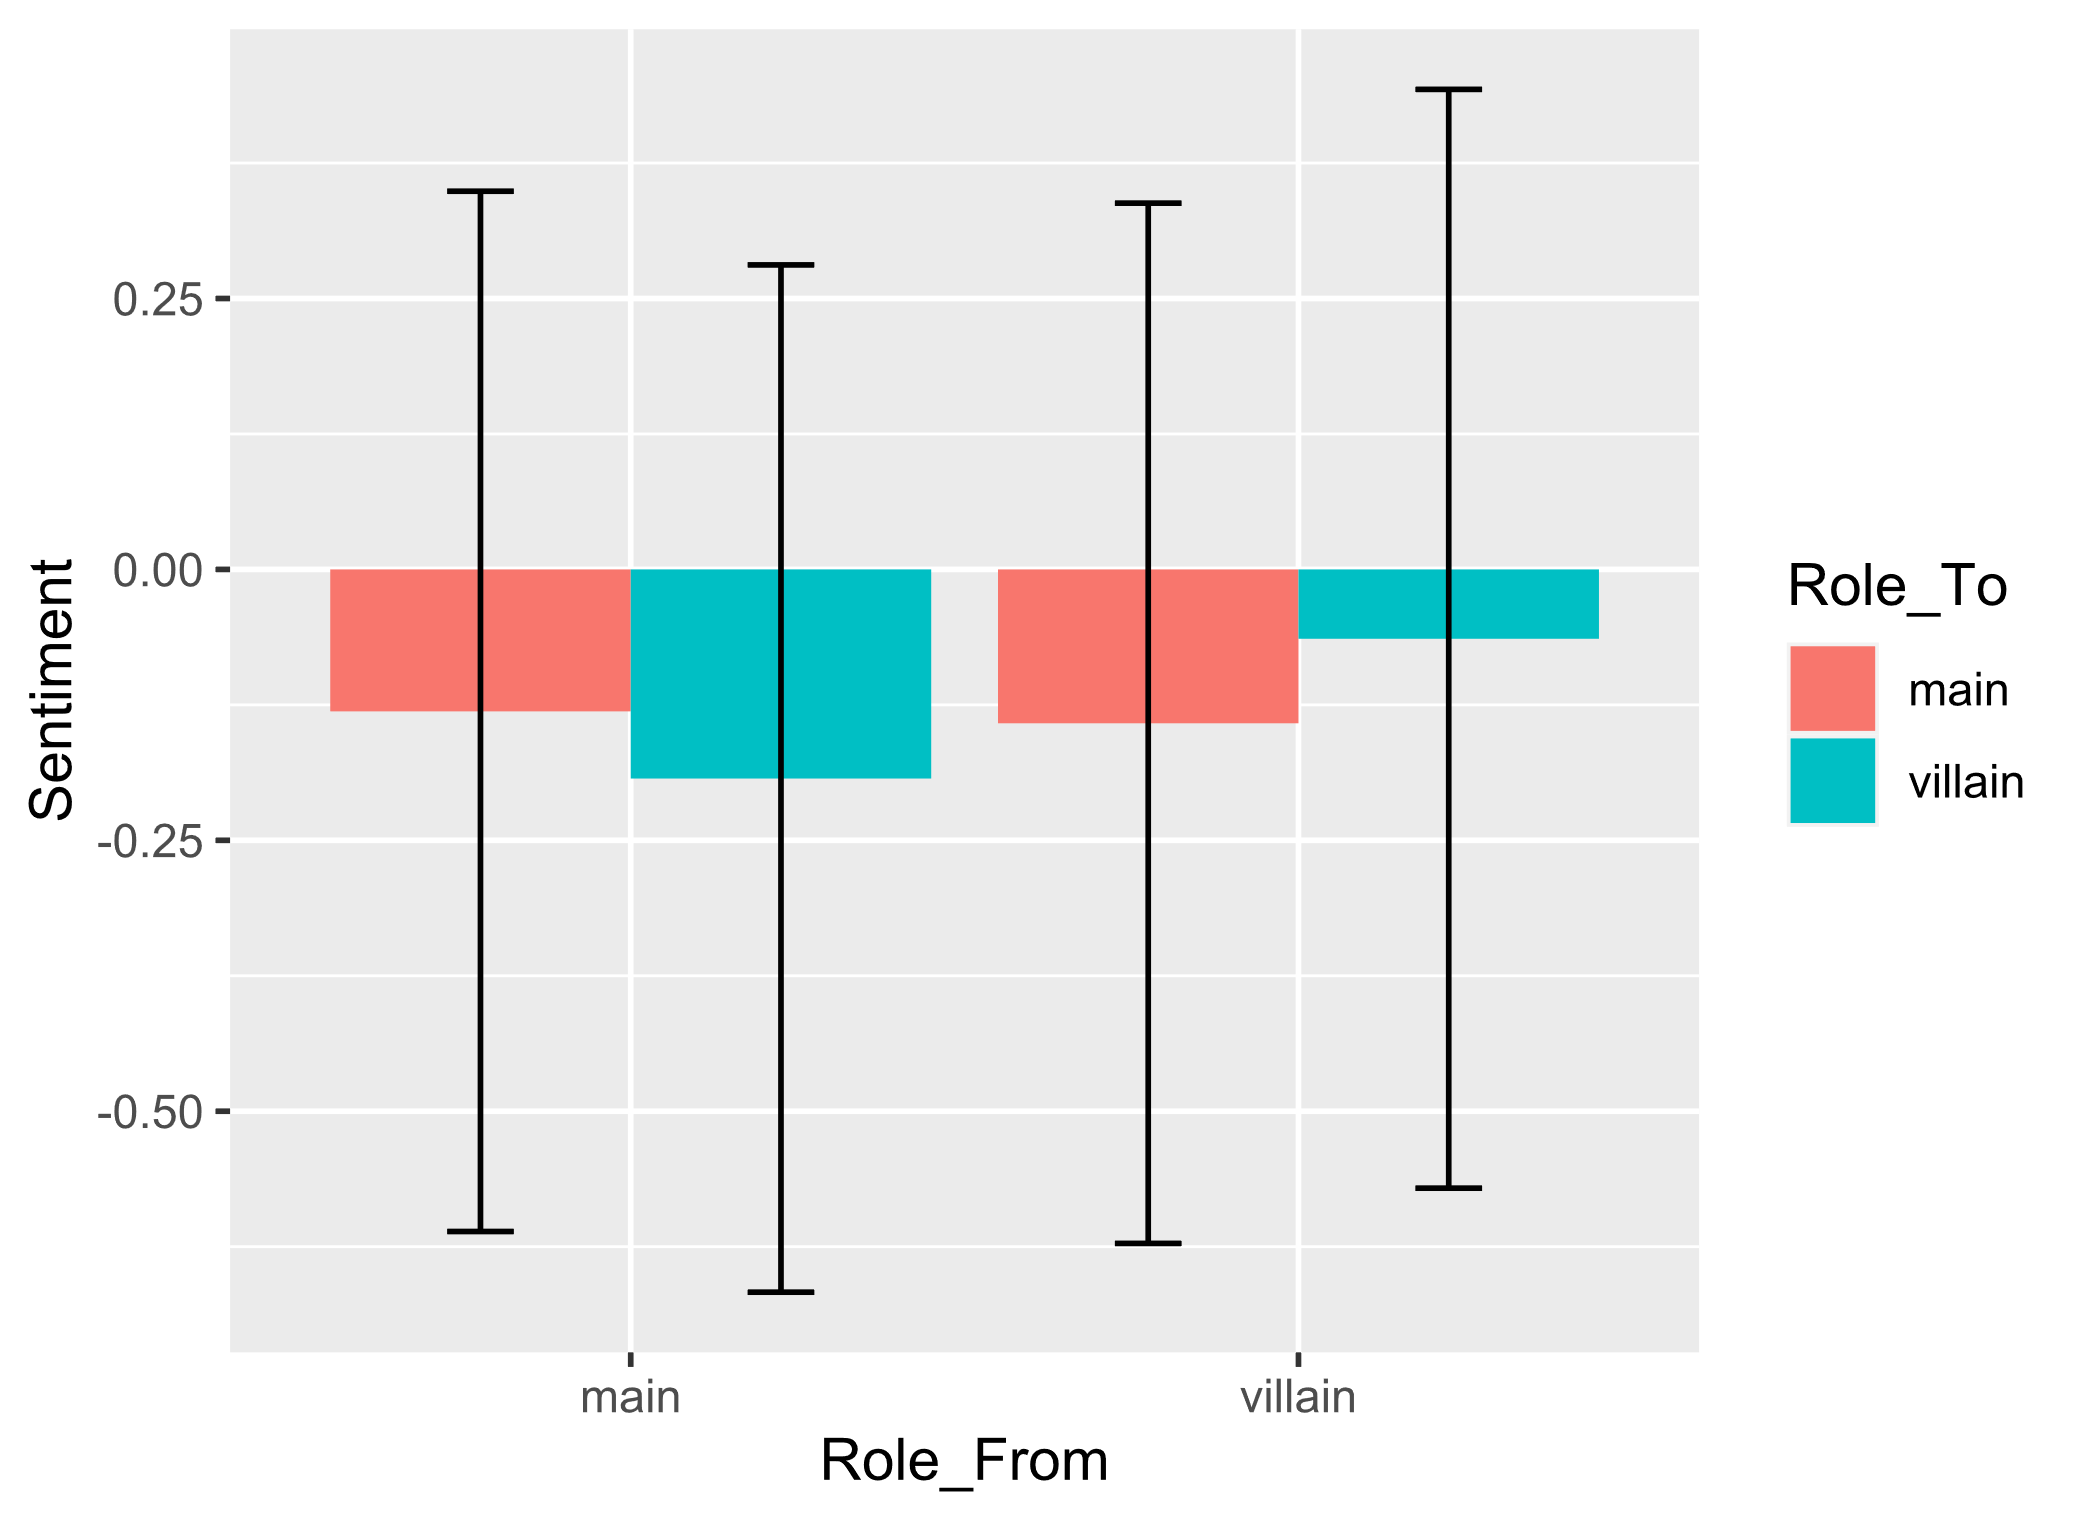 Sentiment
0.25
0.00
-0.25
-0.50
main
villain
Role_From
Role_To
main
villain